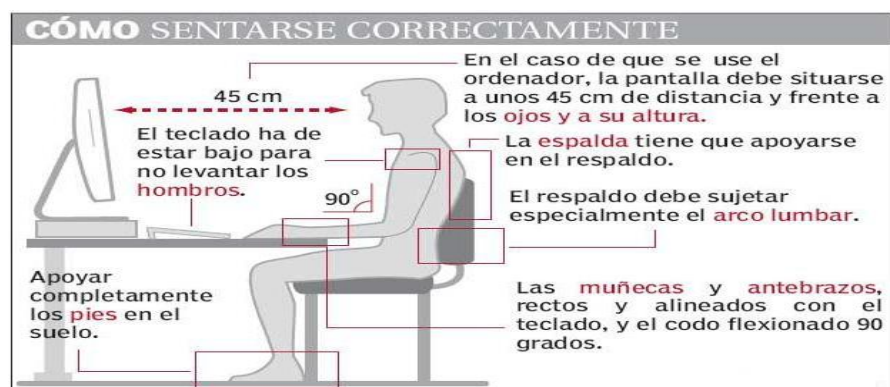 CÓMO SENTARSE CORRECTAMENTE
En el caso de que se use el
ordenador, la pantalla debe situarse
a unos 45 cm de distancia y frente a
los ojos y a su altura.
45 cm
El teclado ha de
estar bajo para
no levantar los
hombros.
La espalda tiene que apoyarse
en el respaldo.
90°
El respaldo debe sujetar
especialmente el arco lumbar.
Apoyar
completamente
los pies en el
suelo.
Las muñecas y antebrazos,
rectos y alineados con el
teclado, y el codo flexionado 90
grados.